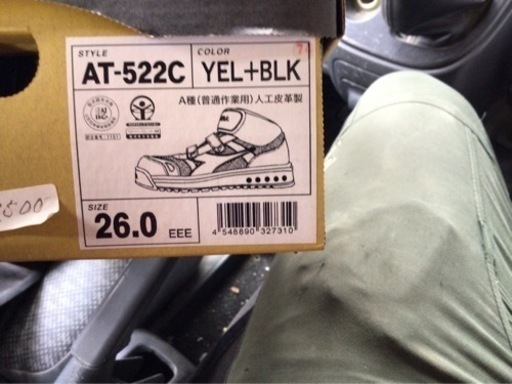 STYLE
AT-522C
COLOR
YEL+BLK
A種(普通作業用)人工皮革製
SIZE
26.0 EEE
4 548890 327310